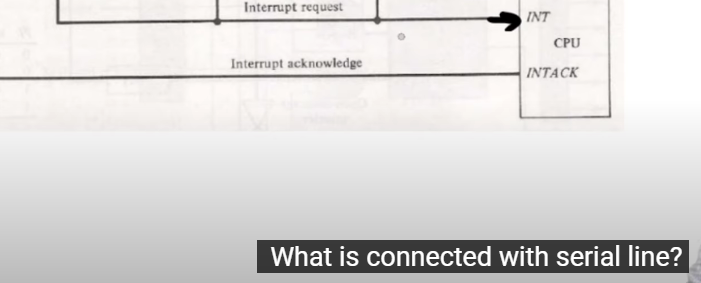 Interrupt request
INT
CPU
Interrupt acknowledge
INTACK
What is connected with serial line?